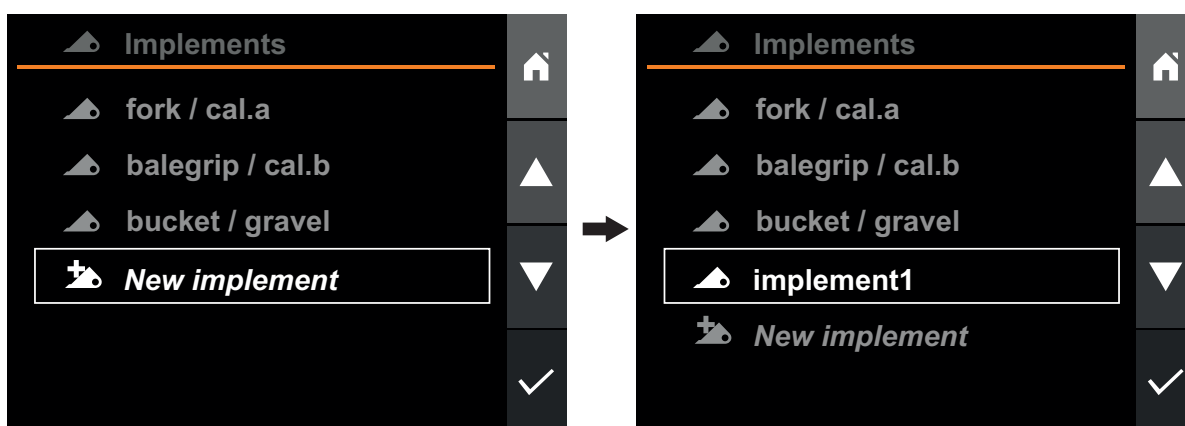 Implements
fork / cal.a
balegrip / cal.b
bucket / gravel
New implement
Implements
fork / cal.a
balegrip / cal.b
bucket / gravel
implement1
New implement